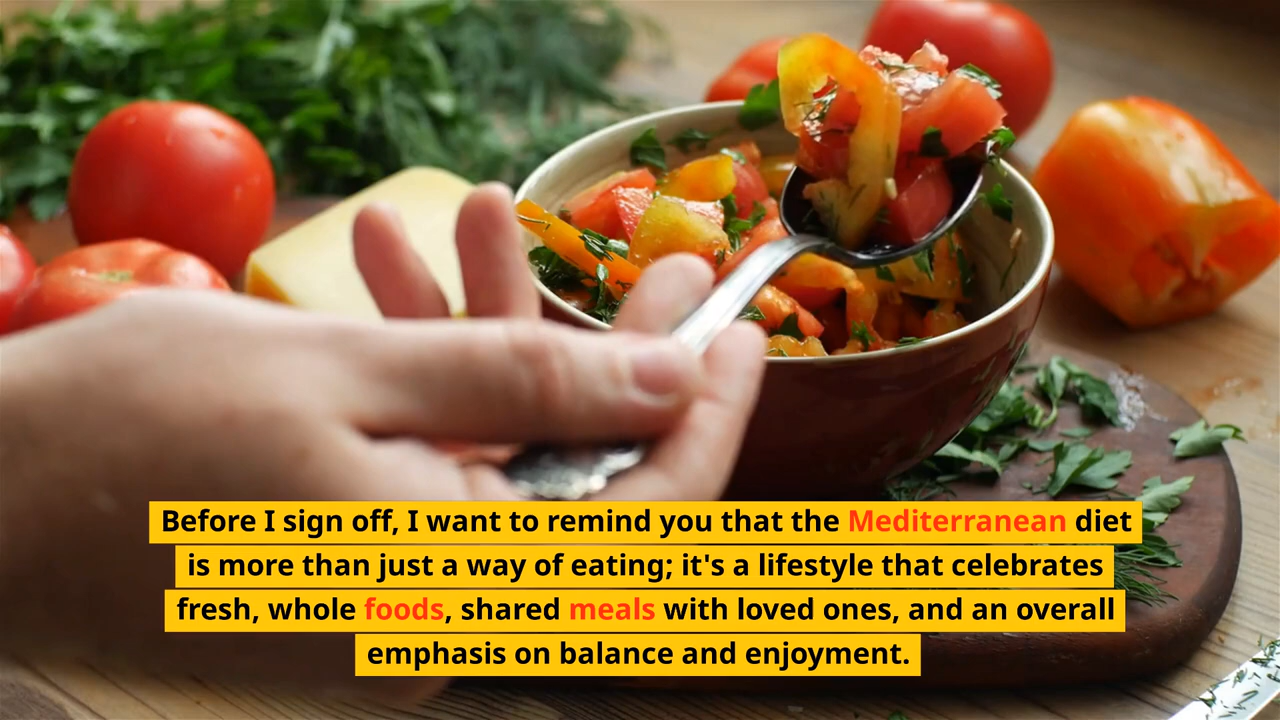 Before I sign off, I want to remind you that the Mediterranean diet
is more than just a way of eating; it's a lifestyle that celebrates
fresh, whole foods, shared meals with loved ones, and an overall
emphasis on balance and enjoyment.